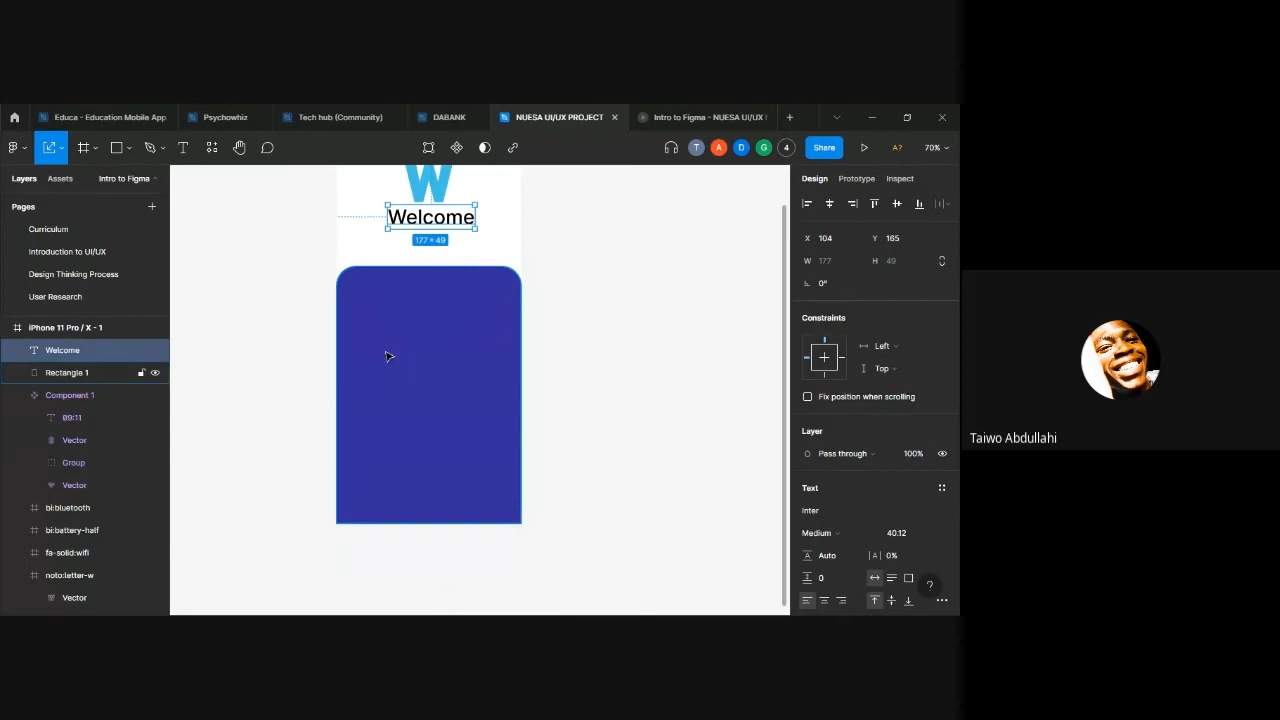 Educa - Education Mobile App
Psychowhiz
Tech hub (Community)
DABANK
NUESA UI/UX PROJECT
Intro to Figma - NUESA UI/UX
Share
A?
70%
T
A
D
G
4
Layers
Assets
Intro to Figma
Pages
Curriculum
Introduction to UI/UX
Design Thinking Process
User Research
iPhone 11 Pro / X - 1
Welcome
Rectangle 1
Component 1
09:11
Vector
Group
Vector
bi:bluetooth
bi:battery-half
fa-solid:wifi
noto:letter-w
Vector
W
Welcome
177 × 49
Design
Prototype
Inspect
X 104 Y 165
W 177 H 49
0°
Constraints
Left
Top
Fix position when scrolling
Layer
Pass through 100%
Text
Inter
Medium 40.12
Auto |A| 0%
0
?
Taiwo Abdullahi